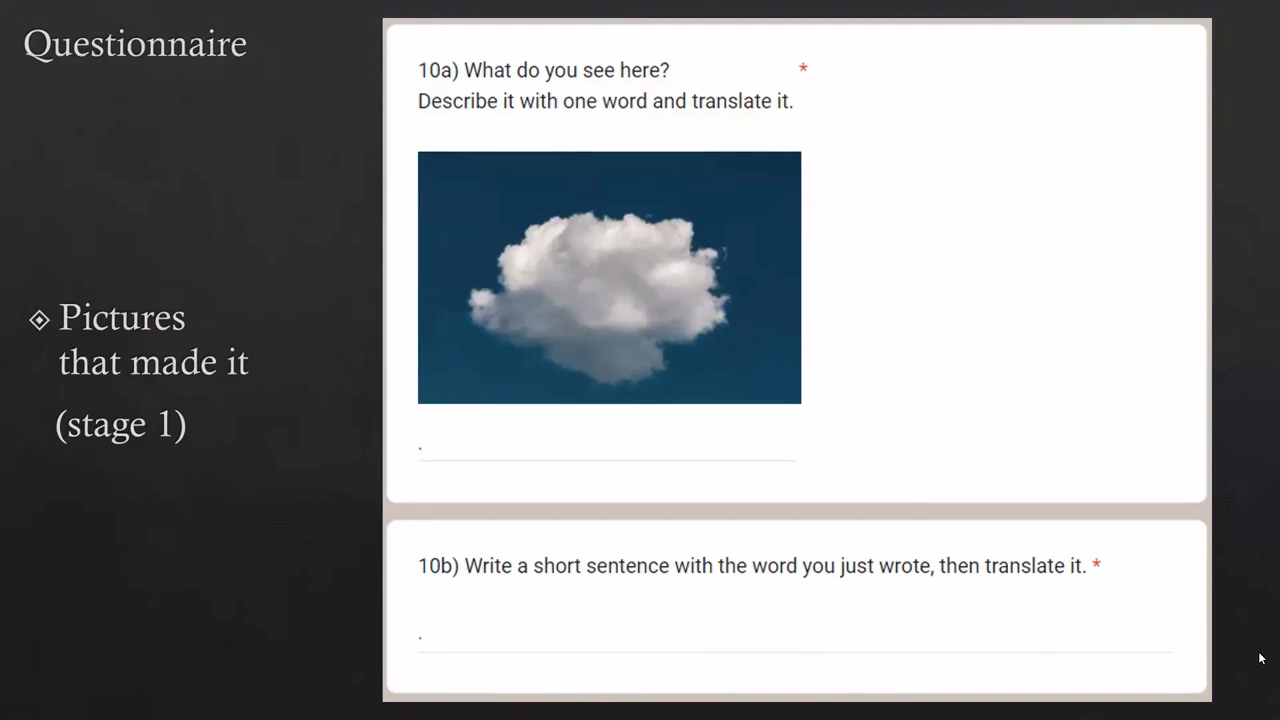 Questionnaire
Pictures
that made it
(stage 1)
10a) What do you see here? *
Describe it with one word and translate it.
.
10b) Write a short sentence with the word you just wrote, then translate it. *
.